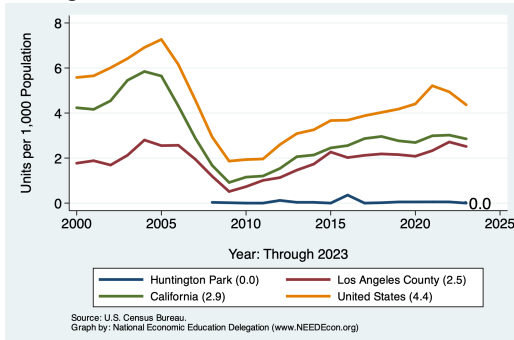 8
6
4
2
0
Units per 1,000 Population
0.0
2000 2005 2010 2015 2020 2025
Year: Through 2023
Huntington Park (0.0) Los Angeles County (2.5)
California (2.9) United States (4.4)
Source: U.S. Census Bureau.
Graph by: National Economic Education Delegation (www.NEEDEcon.org)